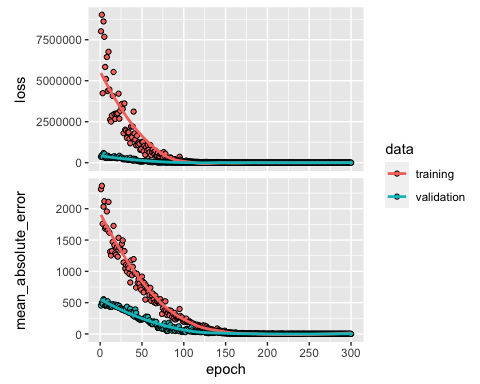 loss
7500000
5000000
2500000
0
mean_absolute_error
2000
1500
1000
500
0
0 50 100 150 200 250 300
epoch
data
training
validation